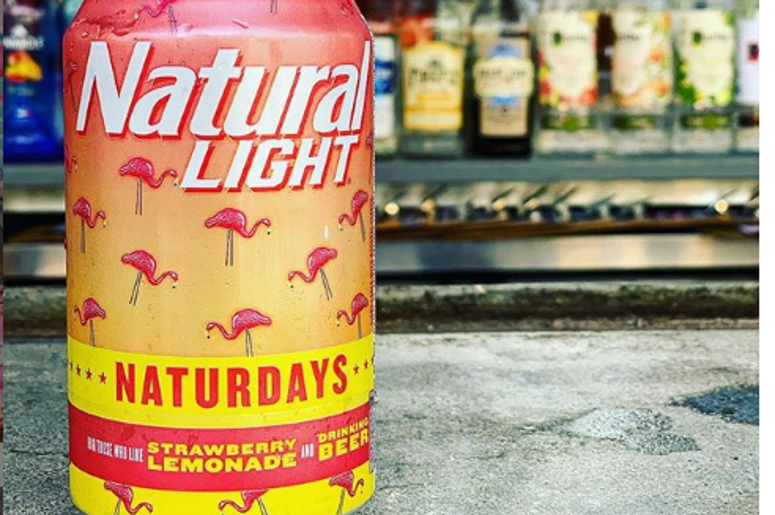 Natural
LIGHT
NATURDAYS
FOR THOSE WHO LIKE STRAWBERRY LEMONADE AND DRINKING BEER